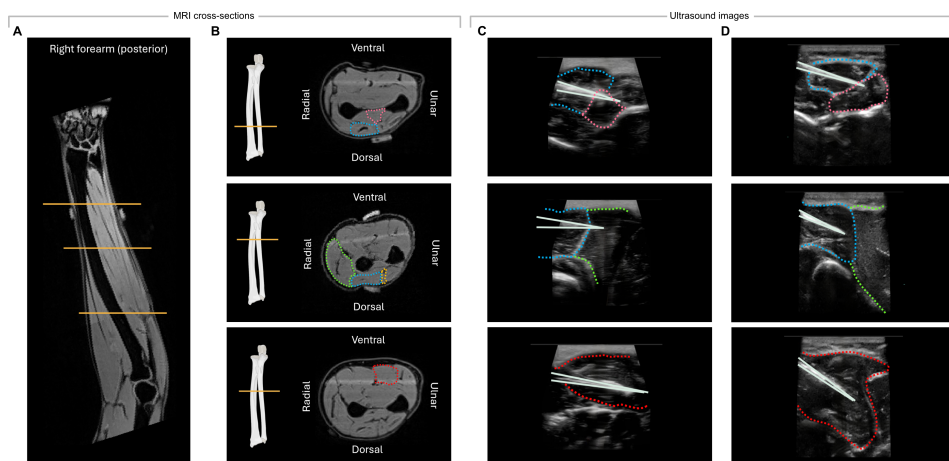 MRI cross-sections
Ultrasound images
A
B
C
D
Right forearm (posterior)
Ventral
Radial
Ulnar
Dorsal
Ventral
Radial
Ulnar
Dorsal
Ventral
Radial
Ulnar
Dorsal